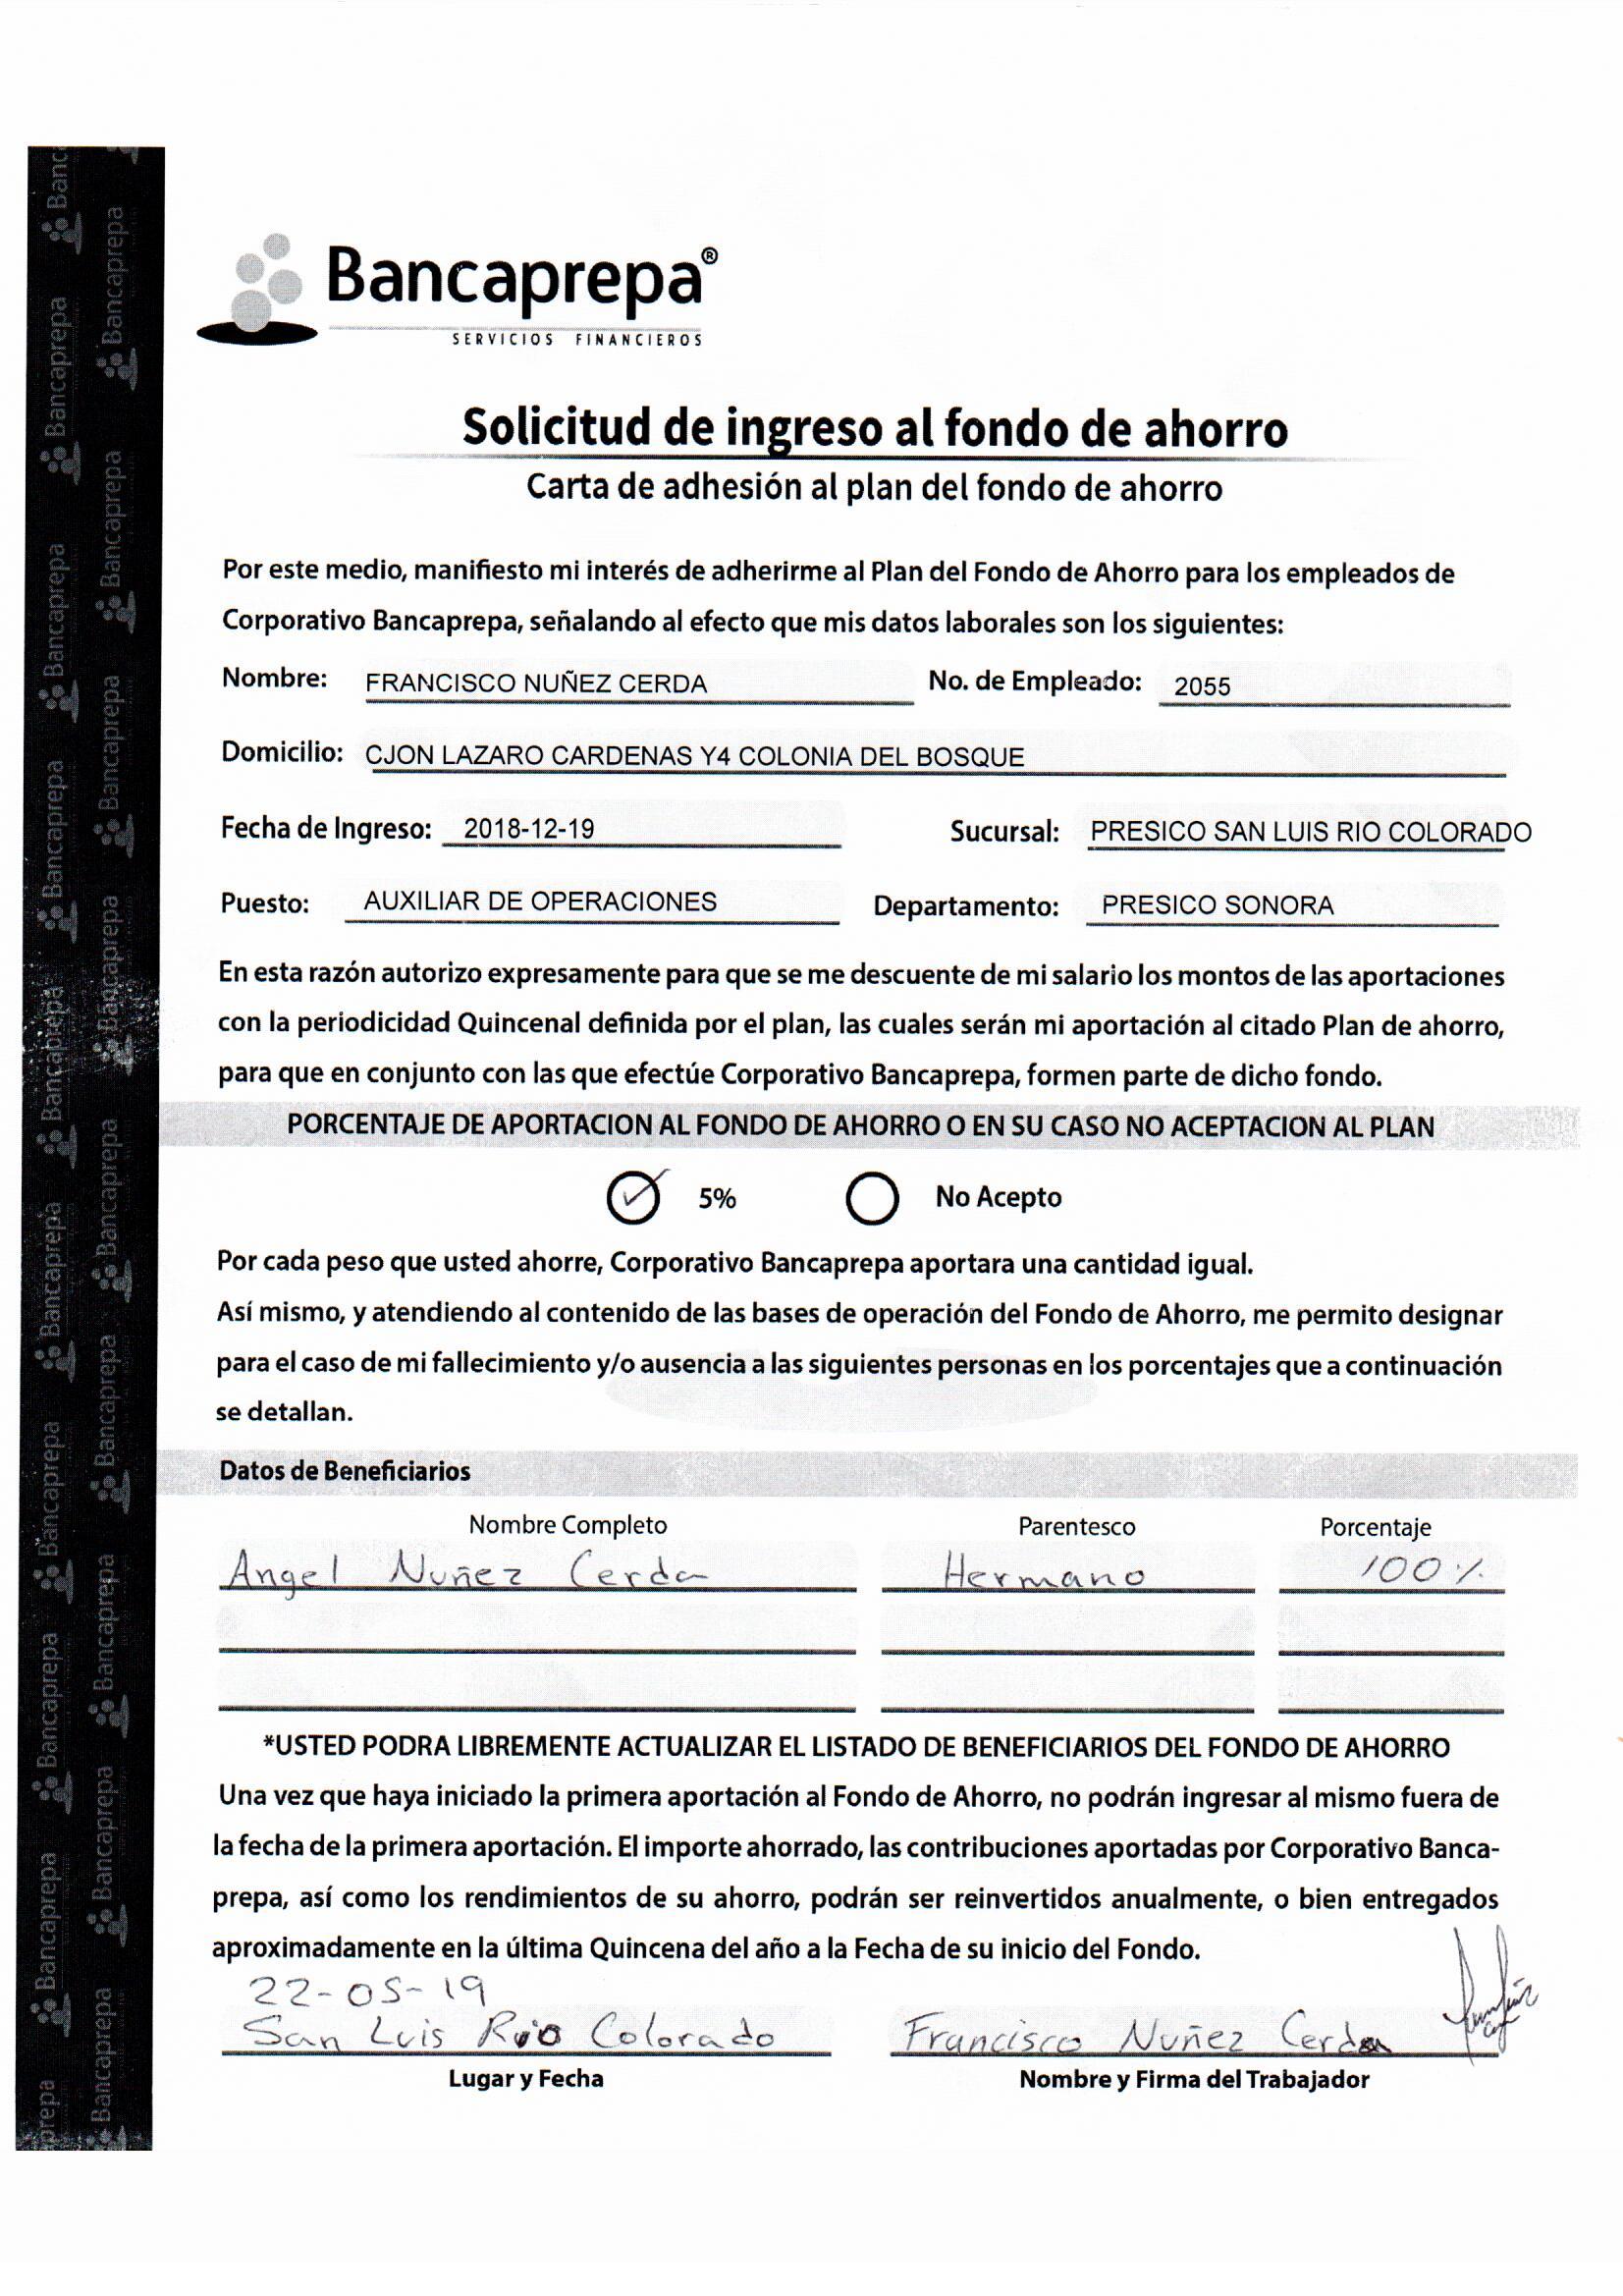 Bancaprepa®
SERVICIOS FINANCIEROS
Solicitud de ingreso al fondo de ahorro
Carta de adhesión al plan del fondo de ahorro
Por este medio, manifiesto mi interés de adherirme al Plan del Fondo de Ahorro para los empleados de
Corporativo Bancaprepa, señalando al efecto que mis datos laborales son los siguientes:
Nombre: FRANCISCO NUÑEZ CERDA No. de Empleado: 2055
Domicilio: CJON LAZARO CARDENAS Y4 COLONIA DEL BOSQUE
Fecha de Ingreso: 2018-12-19 Sucursal: PRESICO SAN LUIS RIO COLORADO
Puesto: AUXILIAR DE OPERACIONES Departamento: PRESICO SONORA
En esta razón autorizo expresamente para que se me descuente de mi salario los montos de las aportaciones
con la periodicidad Quincenal definida por el plan, las cuales serán mi aportación al citado Plan de ahorro,
para que en conjunto con las que efectúe Corporativo Bancaprepa, formen parte de dicho fondo.
PORCENTAJE DE APORTACION AL FONDO DE AHORRO O EN SU CASO NO ACEPTACION AL PLAN
5% No Acepto
Por cada peso que usted ahorre, Corporativo Bancaprepa aportara una cantidad igual.
Así mismo, y atendiendo al contenido de las bases de operación del Fondo de Ahorro, me permito designar
para el caso de mi fallecimiento y/o ausencia a las siguientes personas en los porcentajes que a continuación
se detallan.
Datos de Beneficiarios
Nombre Completo Parentesco Porcentaje
Angel Nuñez Cerda Hermano 100%
*USTED PODRA LIBREMENTE ACTUALIZAR EL LISTADO DE BENEFICIARIOS DEL FONDO DE AHORRO
Una vez que haya iniciado la primera aportación al Fondo de Ahorro, no podrán ingresar al mismo fuera de
la fecha de la primera aportación. El importe ahorrado, las contribuciones aportadas por Corporativo Banca-
prepa, así como los rendimientos de su ahorro, podrán ser reinvertidos anualmente, o bien entregados
aproximadamente en la última Quincena del año a la Fecha de su inicio del Fondo.
22-05-19
San Luis Rio Colorado Francisco Nuñez Cerda
Lugar y Fecha Nombre y Firma del Trabajador